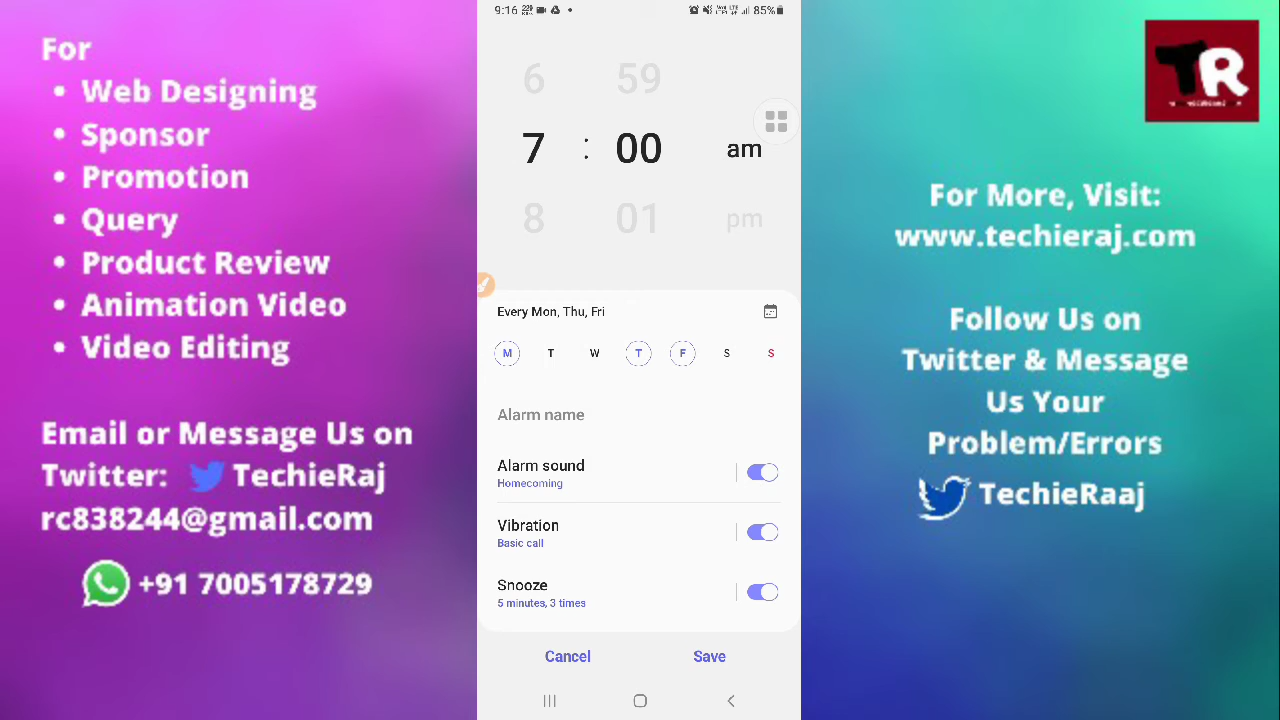 For
• Web Designing
• Sponsor
• Promotion
• Query
• Product Review
• Animation Video
• Video Editing
Email or Message Us on
Twitter: TechieRaj
rc838244@gmail.com
+91 7005178729
9:16
85%
6 59
7 : 00 am
8 01 pm
Every Mon, Thu, Fri
M T W T F S S
Alarm name
Alarm sound
Homecoming
Vibration
Basic call
Snooze
5 minutes, 3 times
Cancel Save
TR
For More, Visit:
www.techieraj.com
Follow Us on
Twitter & Message
Us Your
Problem/Errors
TechieRaaj